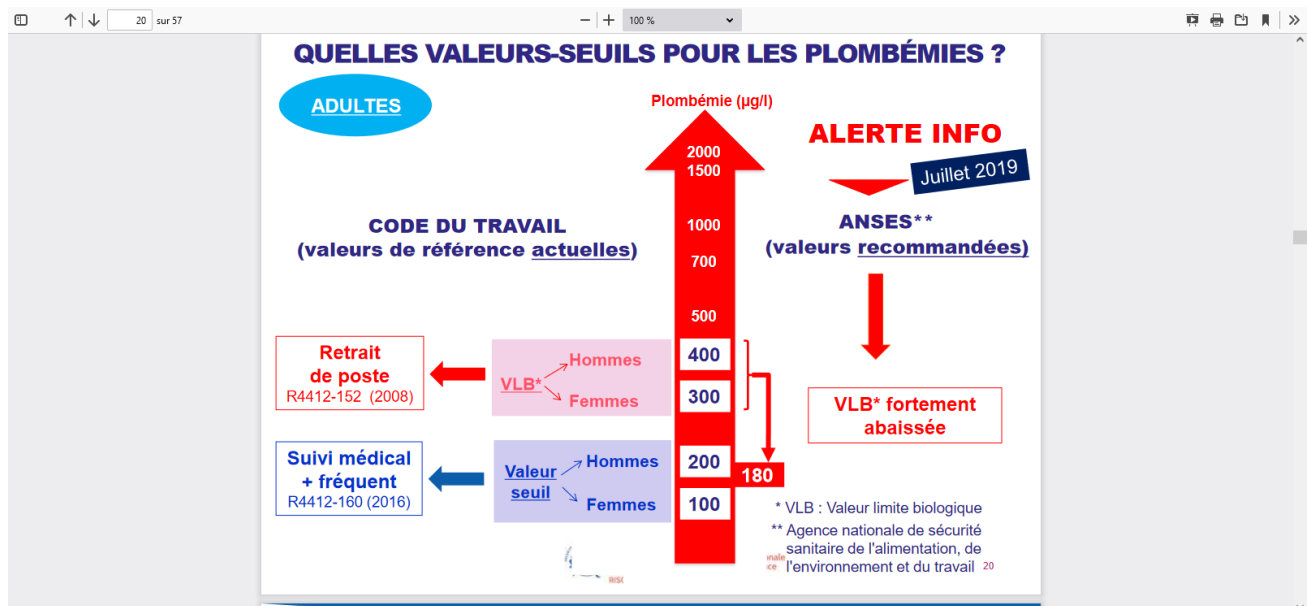 20 sur 57
100 %
QUELLES VALEURS-SEUILS POUR LES PLOMBÉMIES ?
ADULTES
Plombémie (µg/l)
2000
1500
1000
700
500
400
300
200
100
180
CODE DU TRAVAIL
(valeurs de référence actuelles)
Retrait
de poste
R4412-152 (2008)
VLB*
Hommes
Femmes
Suivi médical
+ fréquent
R4412-160 (2016)
Valeur
seuil
Hommes
Femmes
ALERTE INFO
Juillet 2019
ANSES**
(valeurs recommandées)
VLB* fortement
abaissée
* VLB : Valeur limite biologique
** Agence nationale de sécurité
sanitaire de l'alimentation, de
l'environnement et du travail
20